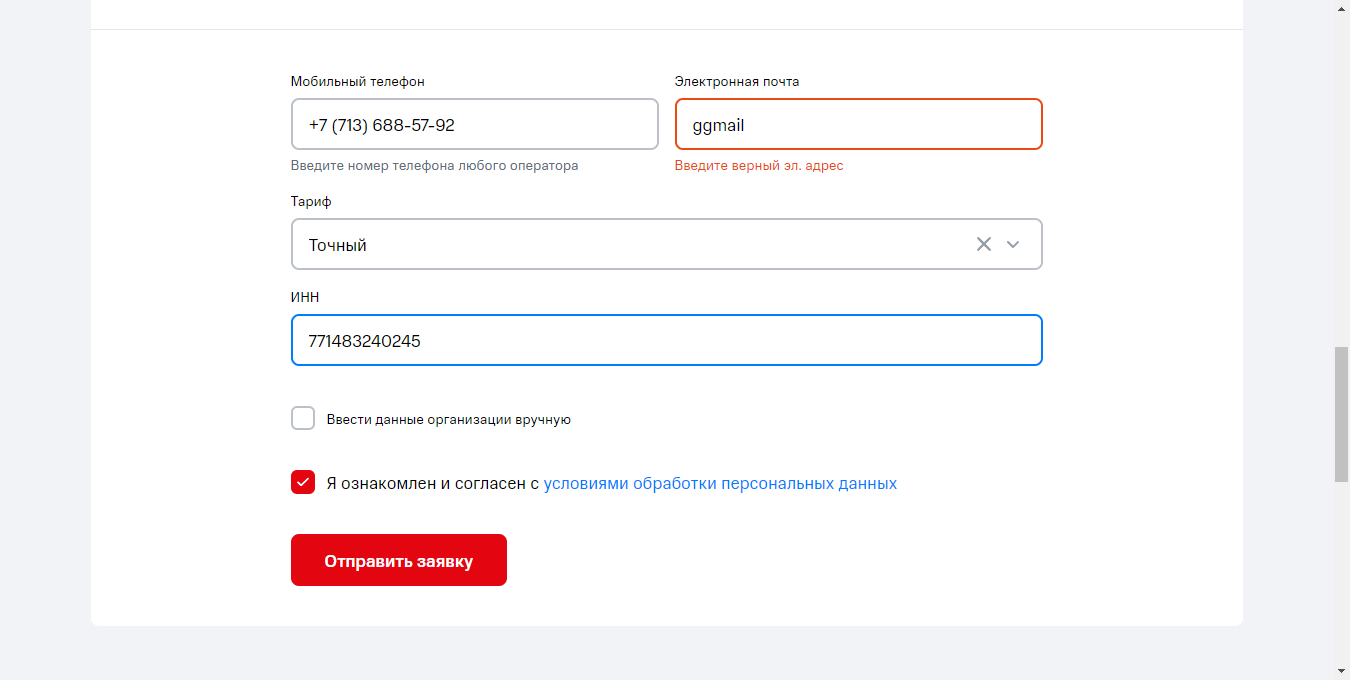 Мобильный телефон
Электронная почта
+7 (713) 688-57-92
ggmail
Введите номер телефона любого оператора
Введите верный эл. адрес
Тариф
Точный
ИНН
771483240245
Ввести данные организации вручную
Я ознакомлен и согласен с условиями обработки персональных данных
Отправить заявку